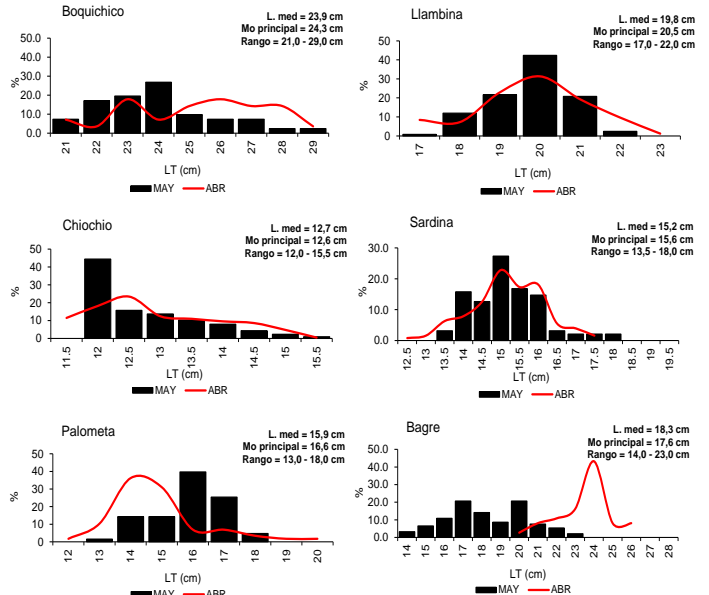 Boquichico
L. med = 23,9 cm
Mo principal = 24,3 cm
Rango = 21,0 - 29,0 cm
50.0
40.0
30.0
20.0
10.0
0.0
%
21 22 23 24 25 26 27 28 29
LT (cm)
MAY ABR
Llambina
L. med = 19,8 cm
Mo principal = 20,5 cm
Rango = 17,0 - 22,0 cm
50
40
30
20
10
0
%
17 18 19 20 21 22 23
LT (cm)
MAY ABR
Chiochio
L. med = 12,7 cm
Mo principal = 12,6 cm
Rango = 12,0 - 15,5 cm
50
40
30
20
10
0
%
11.5 12 12.5 13 13.5 14 14.5 15 15.5
LT (cm)
MAY ABR
Sardina
L. med = 15,2 cm
Mo principal = 15,6 cm
Rango = 13,5 - 18,0 cm
30.0
20.0
10.0
0.0
%
12.5 13 13.5 14 14.5 15 15.5 16 16.5 17 17.5 18 18.5 19 19.5
LT (cm)
MAY ABR
Palometa
L. med = 15,9 cm
Mo principal = 16,6 cm
Rango = 13,0 - 18,0 cm
50
40
30
20
10
0
%
12 13 14 15 16 17 18 19 20
LT (cm)
MAY ABR
Bagre
L. med = 18,3 cm
Mo principal = 17,6 cm
Rango = 14,0 - 23,0 cm
50.0
40.0
30.0
20.0
10.0
0.0
%
14 15 16 17 18 19 20 21 22 23 24 25 26 27 28
LT (cm)
MAY ABR